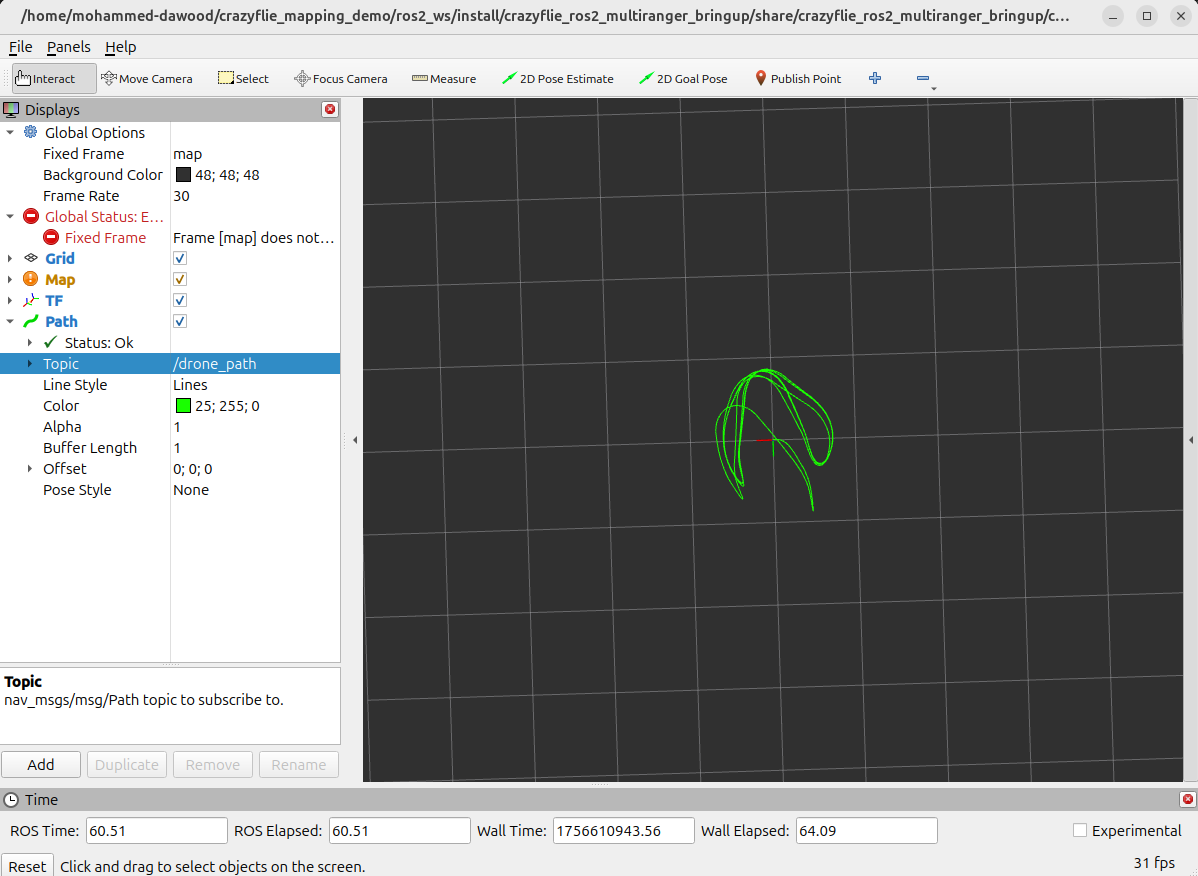 /home/mohammed-dawood/crazyflie_mapping_demo/ros2_ws/install/crazyflie_ros2_multiranger_bringup/share/crazyflie_ros2_multiranger_bringup/c...
File Panels Help
Interact Move Camera Select Focus Camera Measure 2D Pose Estimate 2D Goal Pose Publish Point
Displays
Global Options
Fixed Frame map
Background Color 48; 48; 48
Frame Rate 30
Global Status: E...
Fixed Frame Frame [map] does not...
Grid
Map
TF
Path
Status: Ok
Topic /drone_path
Line Style Lines
Color 25; 255; 0
Alpha 1
Buffer Length 1
Offset 0; 0; 0
Pose Style None
Topic
nav_msgs/msg/Path topic to subscribe to.
Add Duplicate Remove Rename
Time
ROS Time: 60.51 ROS Elapsed: 60.51 Wall Time: 1756610943.56 Wall Elapsed: 64.09 Experimental
Reset Click and drag to select objects on the screen. 31 fps